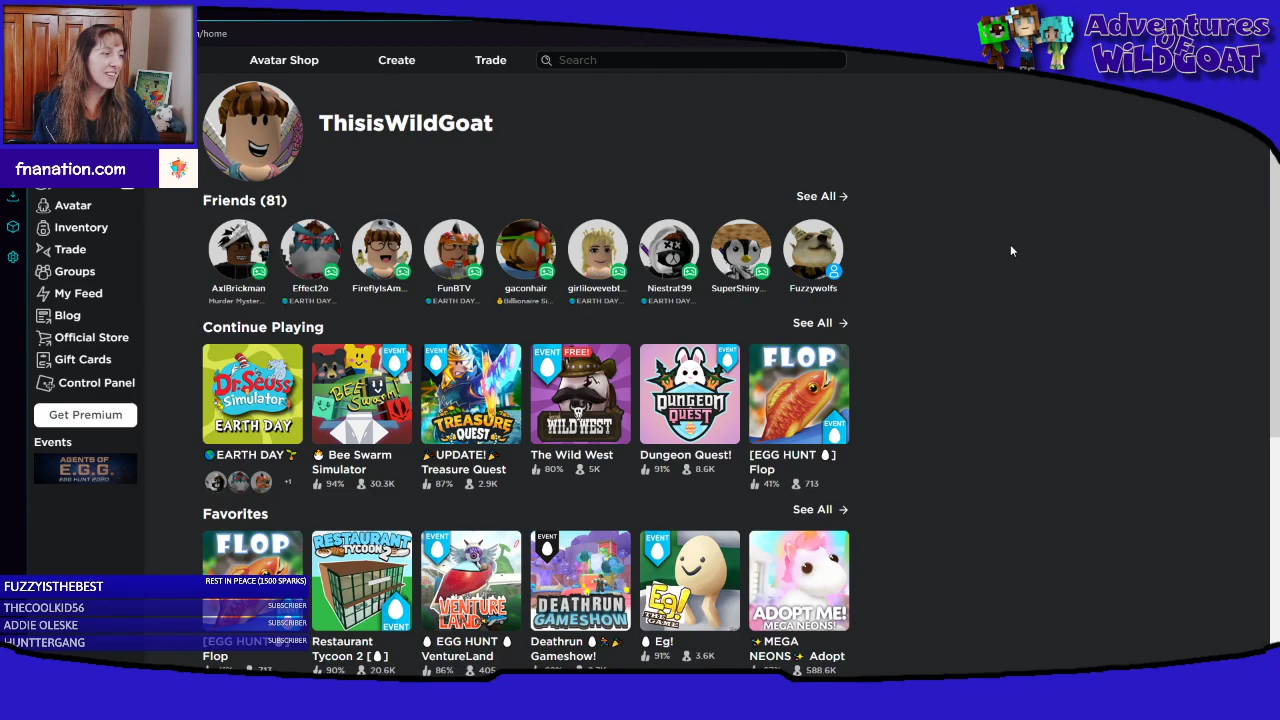 n/home
Adventures
OF
WILDGOAT
Avatar Shop
Create
Trade
Search
ThisisWildGoat
fnanation.com
Avatar
Inventory
Trade
Groups
My Feed
Blog
Official Store
Gift Cards
Control Panel
Get Premium
Events
AGENTS OF
E.G.G.
EGG HUNT 2020
Friends (81)
See All →
AxlBrickman
Effect2o
FireflyIsAm...
FunBTV
gaconhair
girlilovevebt...
Niestrat99
SuperShiny...
Fuzzywolfs
Murder Myster...
EARTH DAY...
EARTH DAY...
Billionaire Si...
EARTH DAY...
EARTH DAY...
Continue Playing
See All →
Dr. Seuss
Simulator
EARTH DAY
EVENT
BEE SWARM!
EVENT
TREASURE
QUEST
EVENT FREE!
WILD WEST
EVENT
DUNGEON
QUEST
FLOP
EVENT
EARTH DAY
Bee Swarm
Simulator
UPDATE!
Treasure Quest
The Wild West
Dungeon Quest!
[EGG HUNT ]
Flop
+1
94% 30.3K
87% 2.9K
80% 5K
91% 8.6K
41% 713
Favorites
See All →
FLOP
RESTAURANT
TYCOON
EVENT
EVENT
VENTURE
LAND
EVENT
DEATHRUN
GAMESHOW
EVENT
Eg!
ADOPT ME!
MEGA NEONS!
[EGG HUNT ]
Flop
Restaurant
Tycoon 2 [ ]
EGG HUNT
VentureLand
Deathrun
Gameshow!
Eg!
MEGA
NEONS Adopt
713
90% 20.6K
86% 405
91% 3.6K
588.6K
FUZZYISTHEBEST
REST IN PEACE (1500 SPARKS)
THECOOLKID56
SUBSCRIBER
ADDIE OLESKE
SUBSCRIBER
HUNTTERGANG
SUBSCRIBER